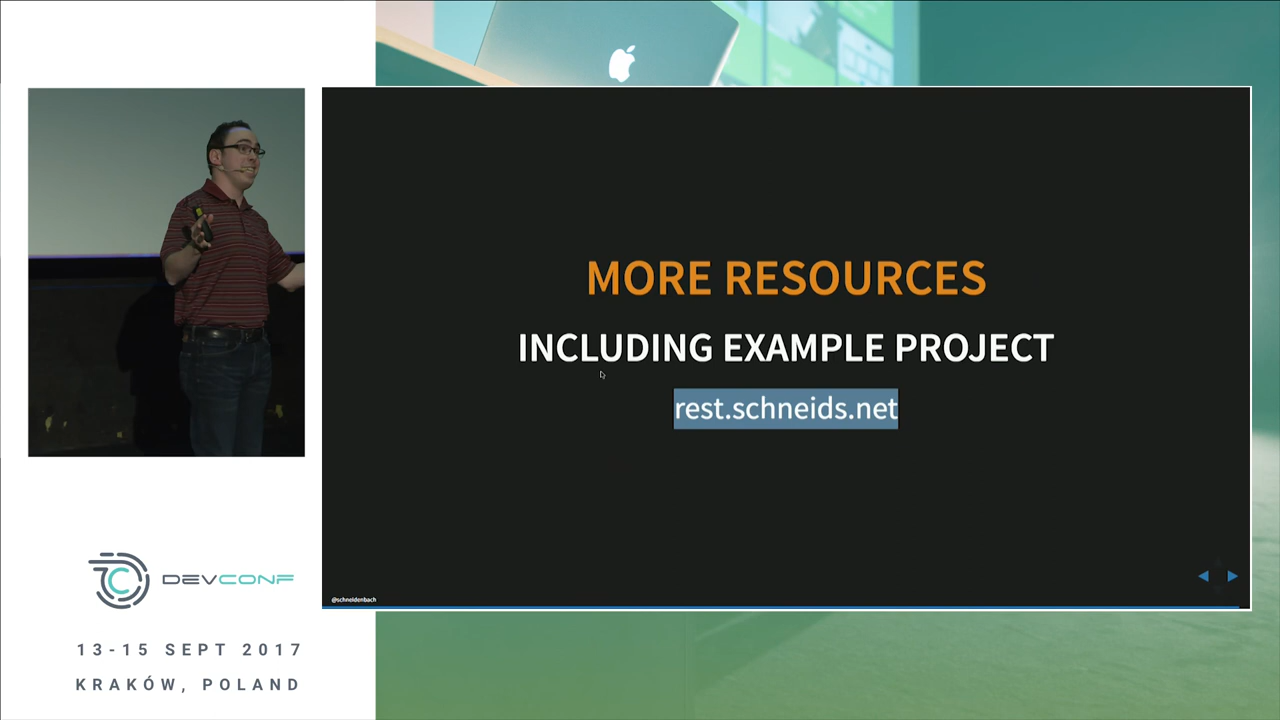 MORE RESOURCES
INCLUDING EXAMPLE PROJECT
rest.schneids.net
@schneidenbach
DEVCONF
13-15 SEPT 2017
KRAKÓW, POLAND